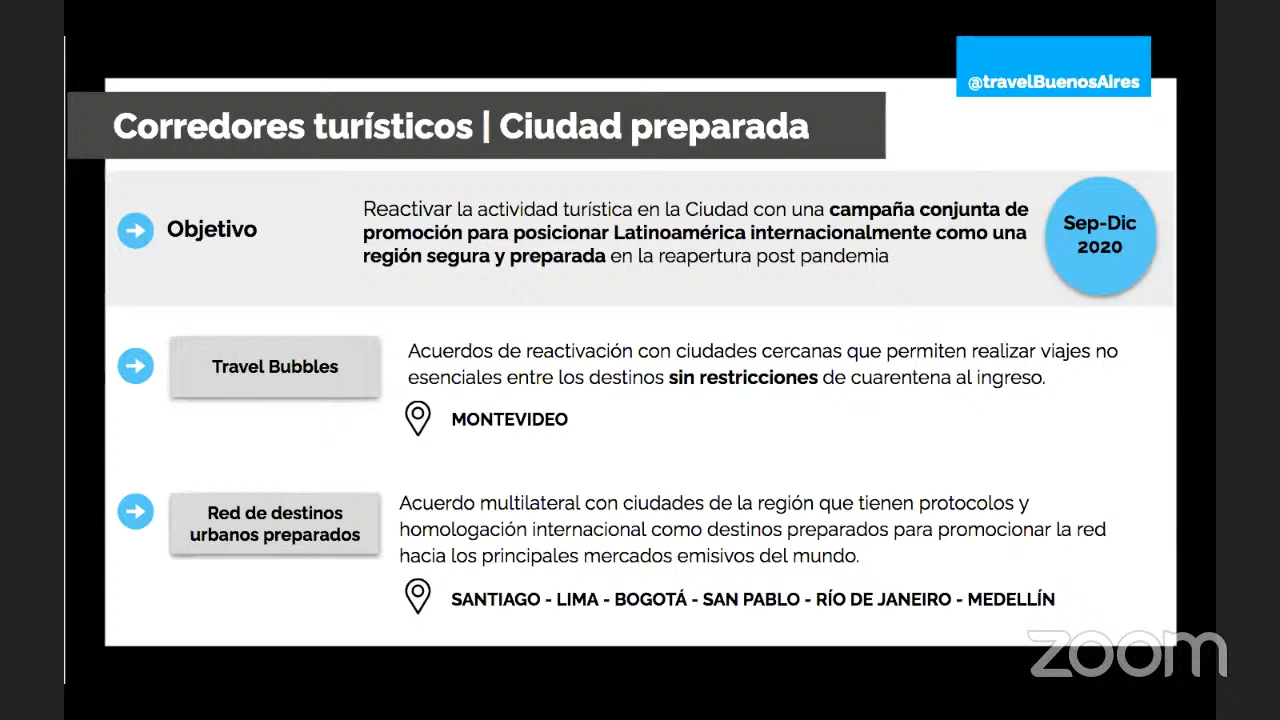 @travelBuenosAires
Corredores turísticos | Ciudad preparada
Objetivo
Reactivar la actividad turística en la Ciudad con una campaña conjunta de
promoción para posicionar Latinoamérica internacionalmente como una
región segura y preparada en la reapertura post pandemia
Sep-Dic
2020
Travel Bubbles
Acuerdos de reactivación con ciudades cercanas que permiten realizar viajes no
esenciales entre los destinos sin restricciones de cuarentena al ingreso.
MONTEVIDEO
Red de destinos
urbanos preparados
Acuerdo multilateral con ciudades de la región que tienen protocolos y
homologación internacional como destinos preparados para promocionar la red
hacia los principales mercados emisivos del mundo.
SANTIAGO - LIMA - BOGOTÁ - SAN PABLO - RÍO DE JANEIRO - MEDELLÍN
zoom